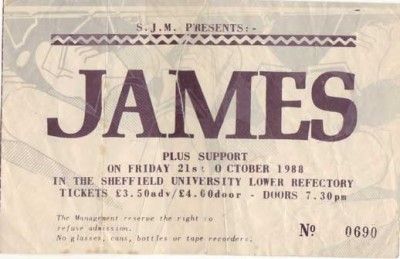 S.J.M. PRESENTS:-
JAMES
PLUS SUPPORT
ON FRIDAY 21st OCTOBER 1988
IN THE SHEFFIELD UNIVERSITY LOWER REFECTORY
TICKETS £3.50adv/£4.00door - DOORS 7.30pm
The Management reserve the right to
refuse admission.
No glasses, cans, bottles or tape recorders.
Nº 0690